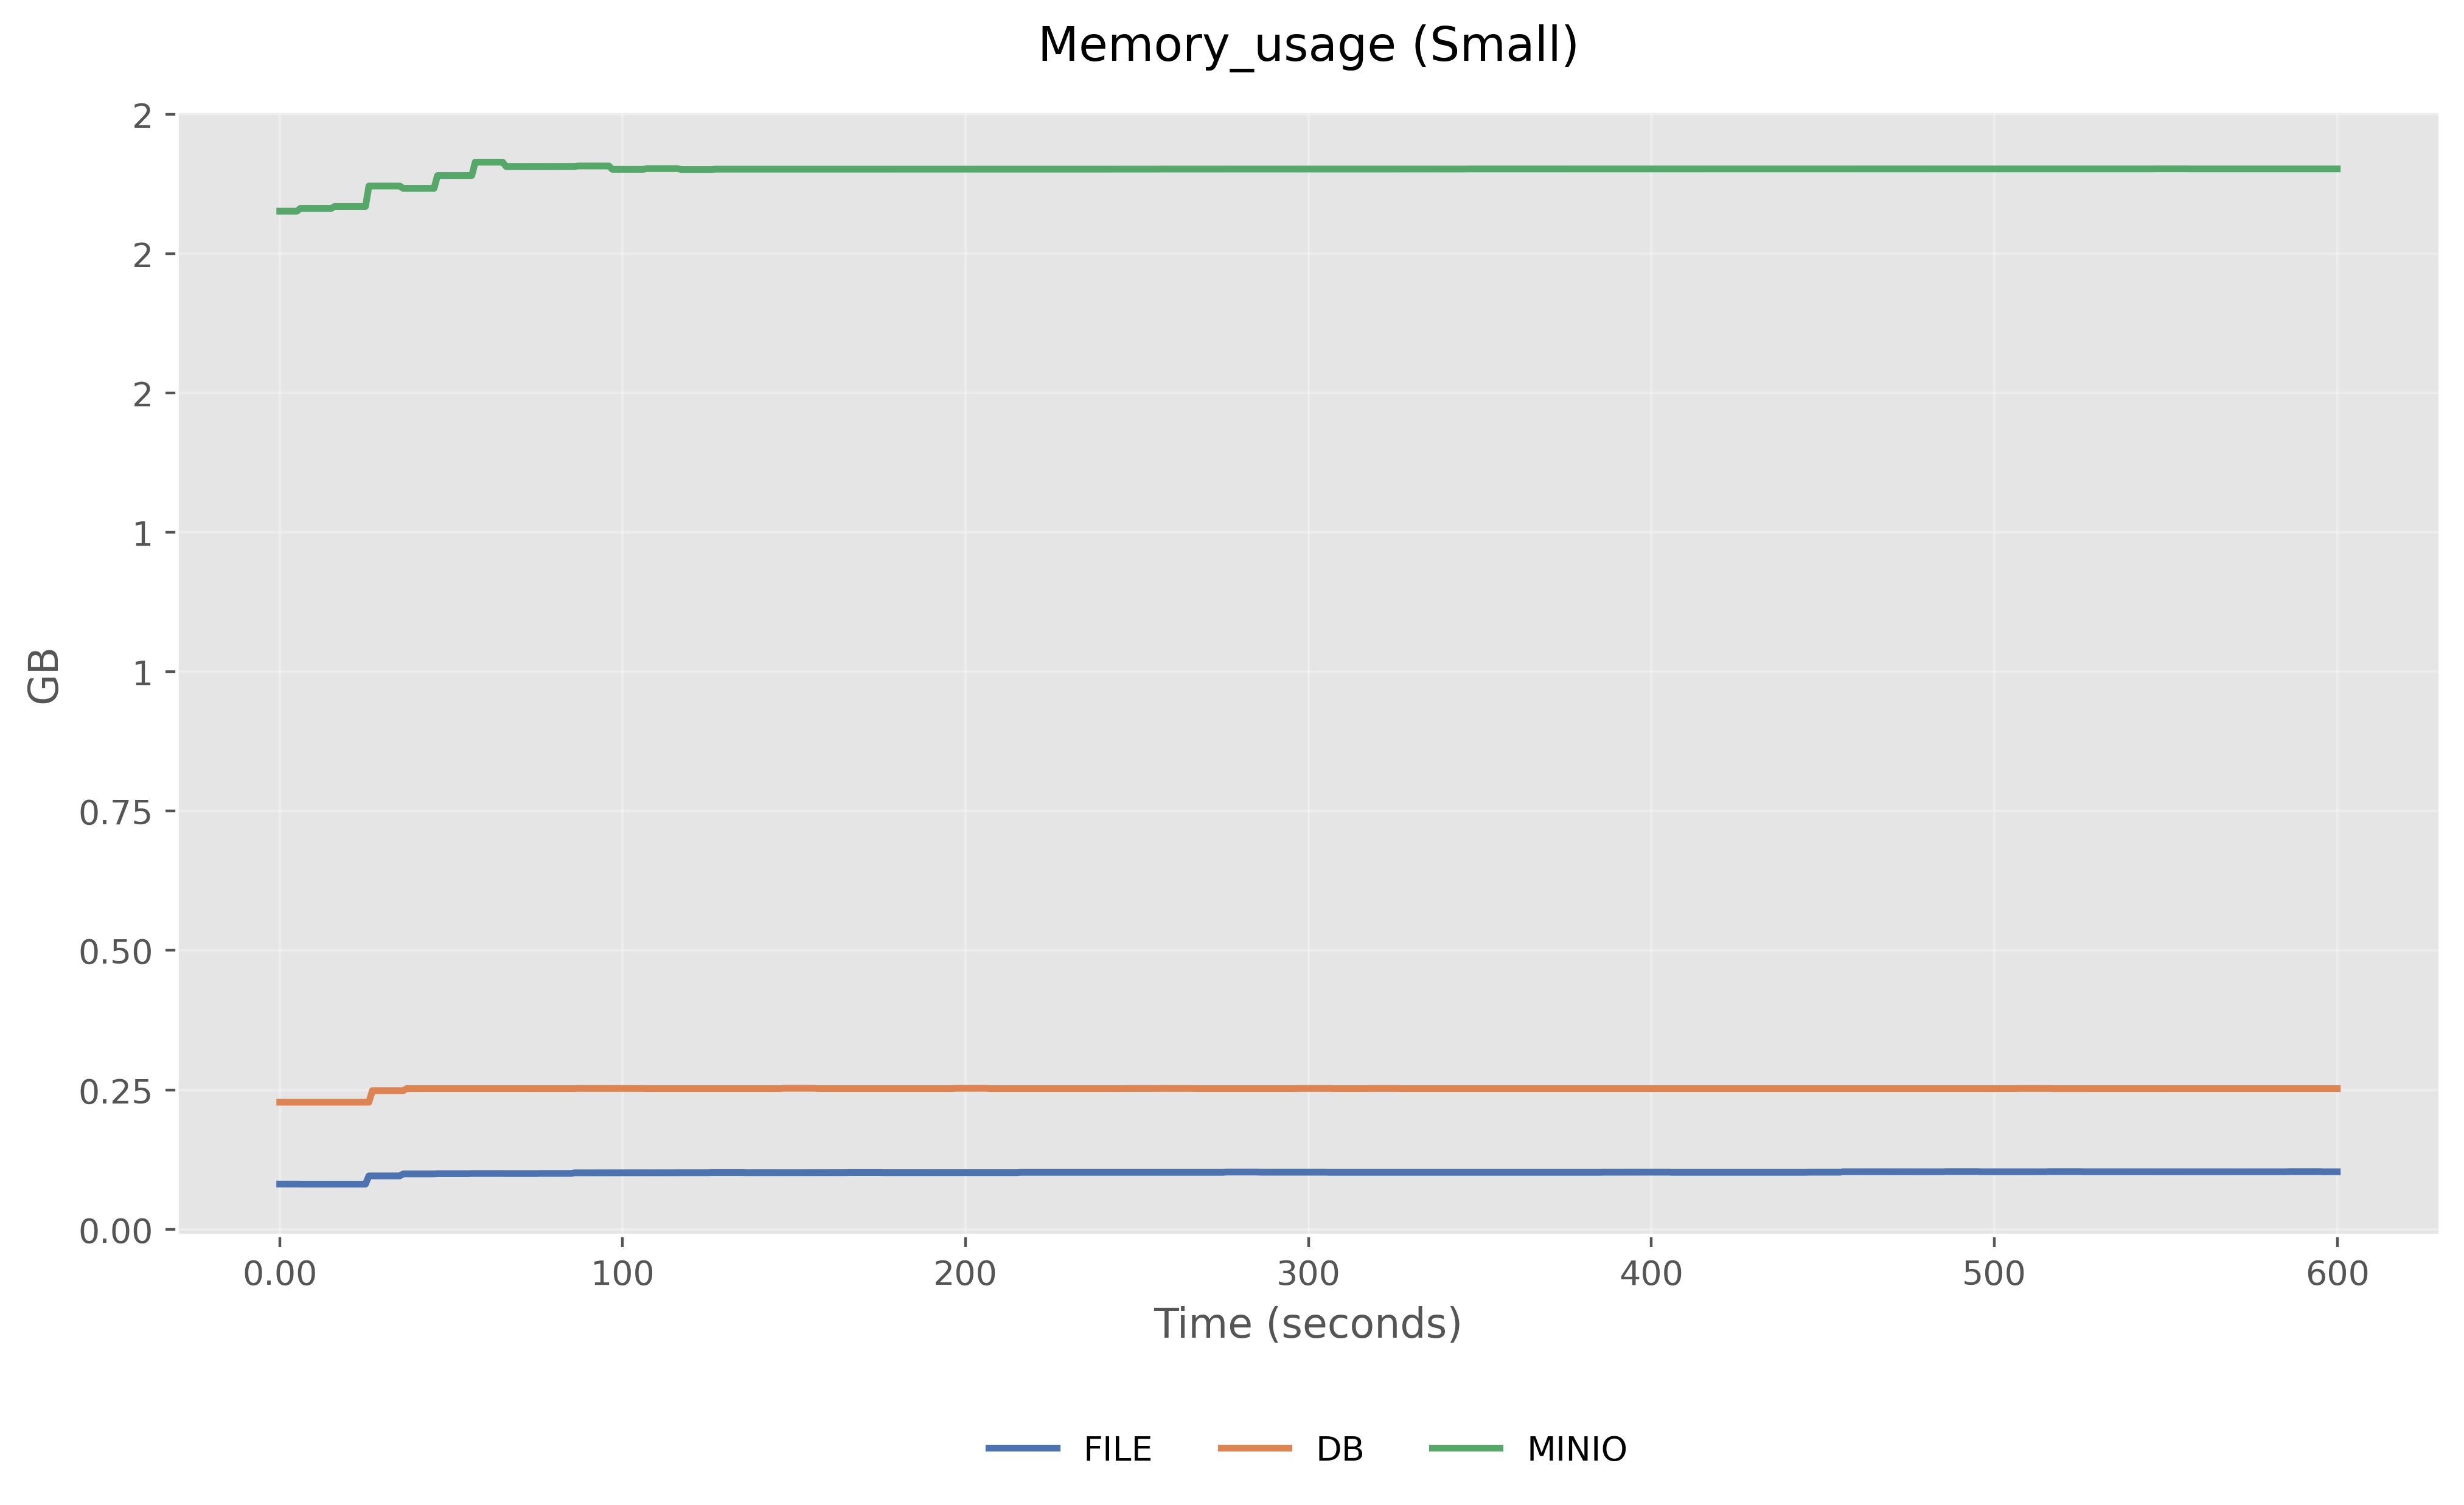 Memory_usage (Small)
2
2
2
1
1
0.75
0.50
0.25
0.00
GB
0.00 100 200 300 400 500 600
Time (seconds)
FILE DB MINIO